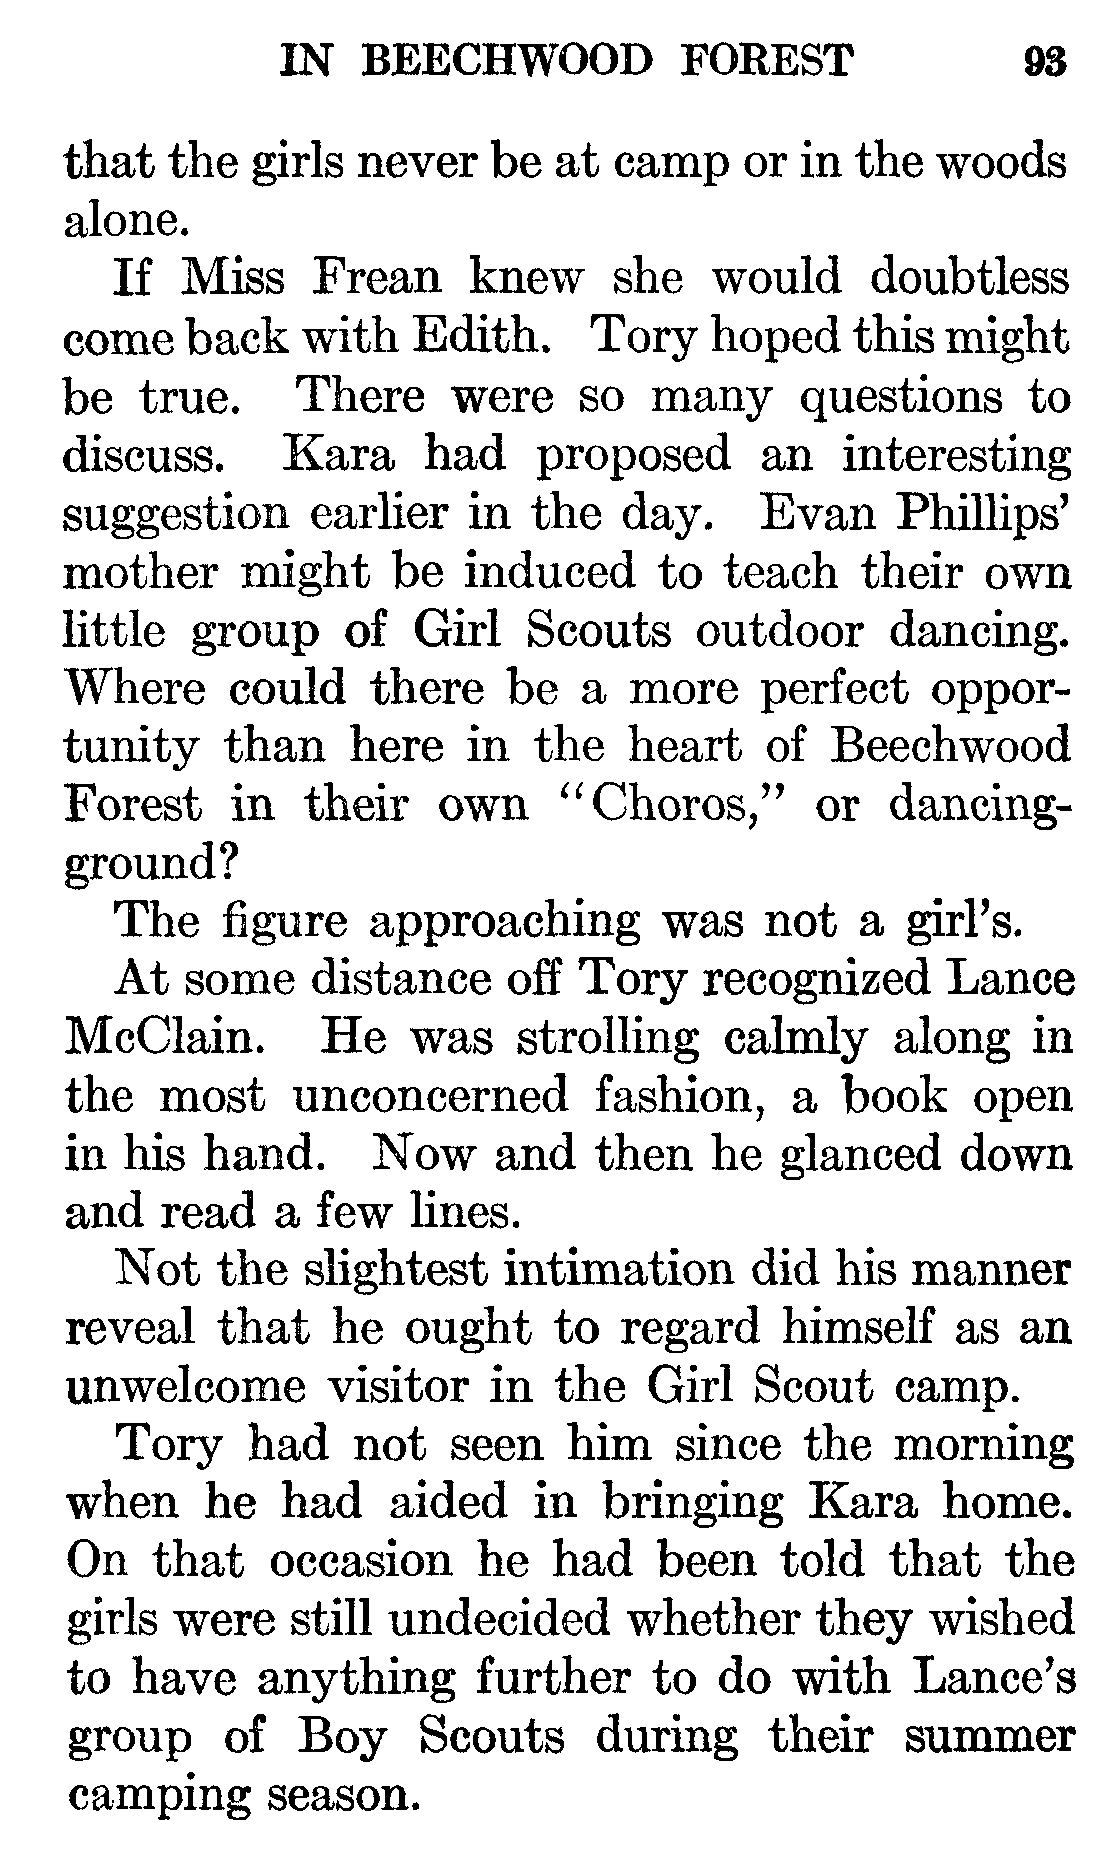 IN BEECHWOOD FOREST 93
that the girls never be at camp or in the woods
alone.
If Miss Frean knew she would doubtless
come back with Edith. Tory hoped this might
be true. There were so many questions to
discuss. Kara had proposed an interesting
suggestion earlier in the day. Evan Phillips’
mother might be induced to teach their own
little group of Girl Scouts outdoor dancing.
Where could there be a more perfect oppor-
tunity than here in the heart of Beechwood
Forest in their own “Choros,” or dancing-
ground?
The figure approaching was not a girl’s.
At some distance off Tory recognized Lance
McClain. He was strolling calmly along in
the most unconcerned fashion, a book open
in his hand. Now and then he glanced down
and read a few lines.
Not the slightest intimation did his manner
reveal that he ought to regard himself as an
unwelcome visitor in the Girl Scout camp.
Tory had not seen him since the morning
when he had aided in bringing Kara home.
On that occasion he had been told that the
girls were still undecided whether they wished
to have anything further to do with Lance’s
group of Boy Scouts during their summer
camping season.